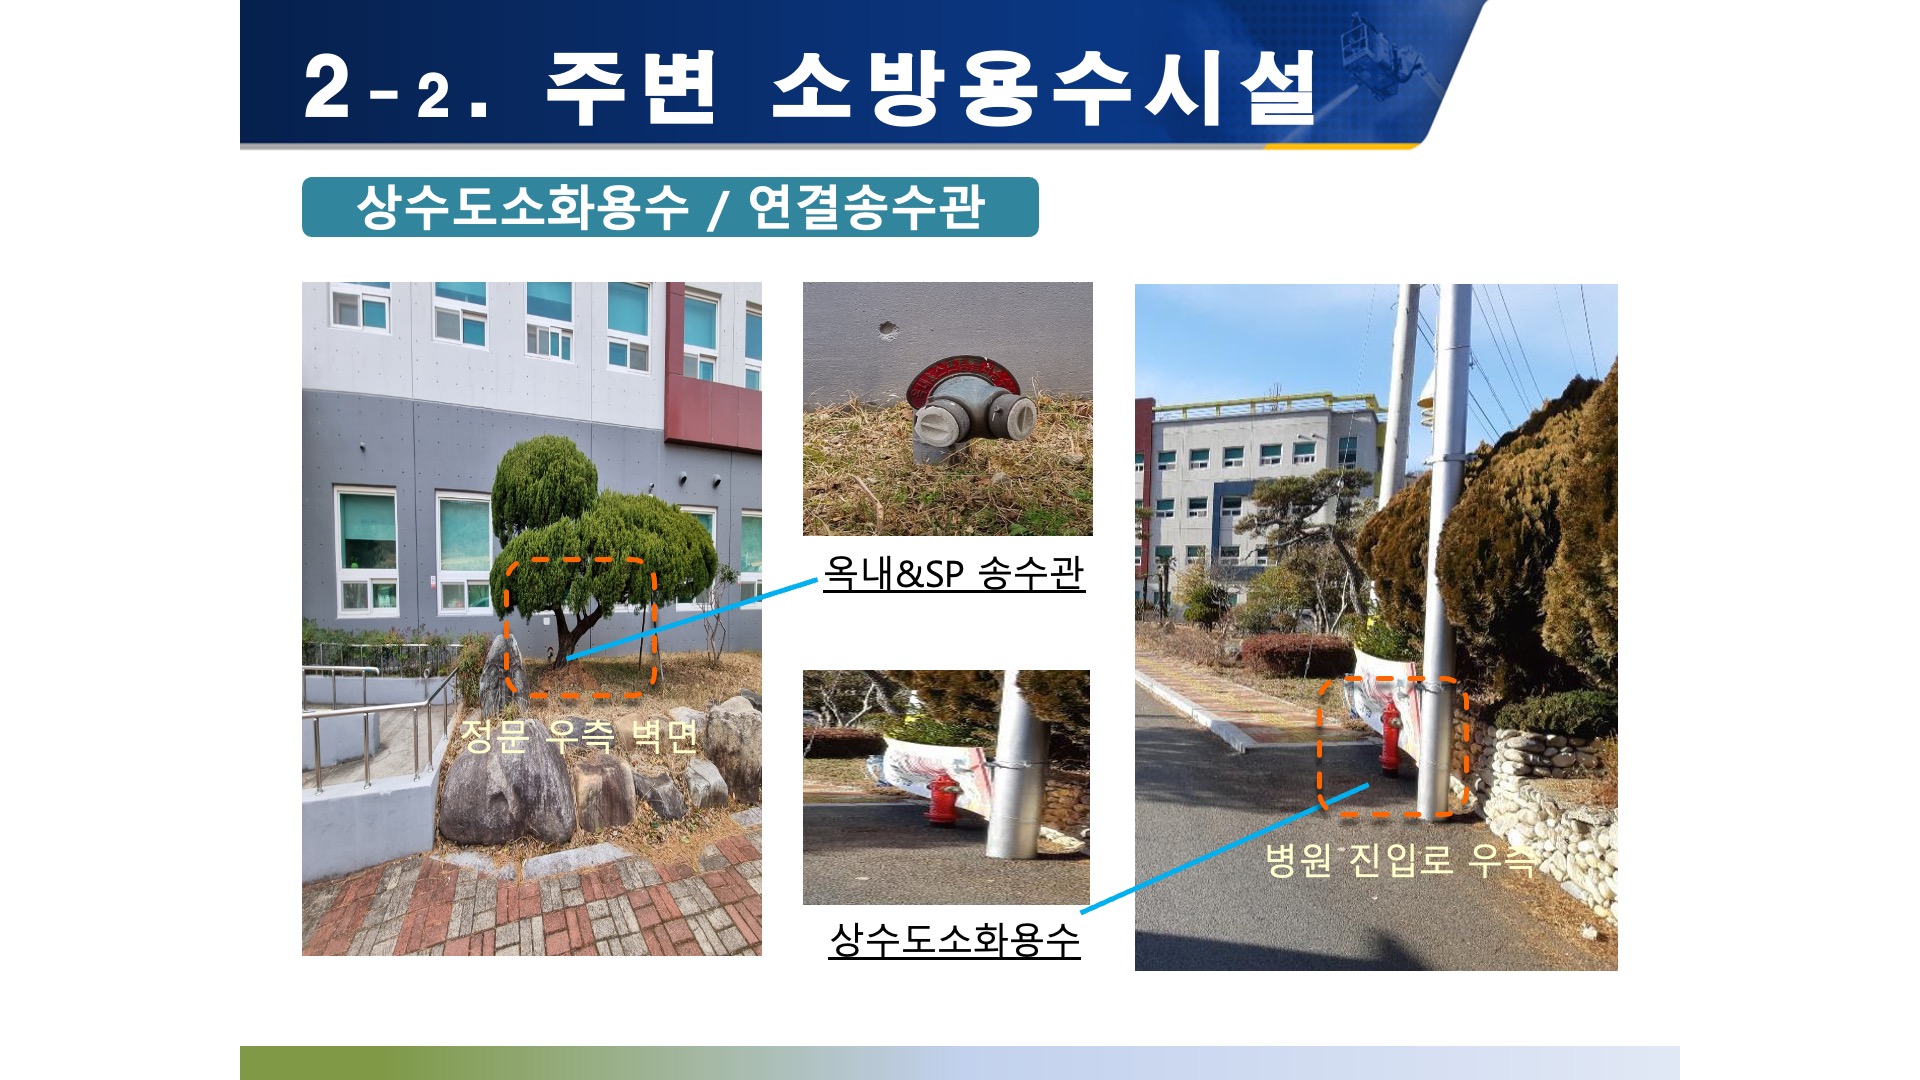 2-2. 주변 소방용수시설
상수도소화용수 / 연결송수관
옥내&SP 송수관
정문 우측 벽면
병원 진입로 우측
상수도소화용수